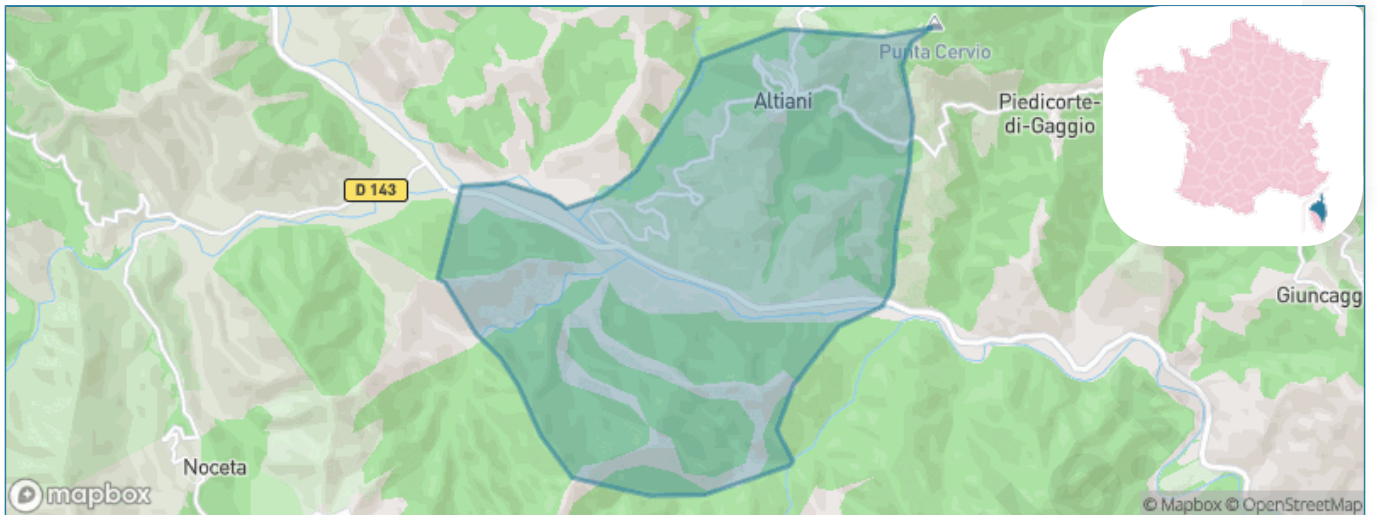 Punta Cervio
Altiani
Piedicorte-
di-Gaggio
D 143
Giuncagg
Noceta
mapbox
© Mapbox © OpenStreetMap